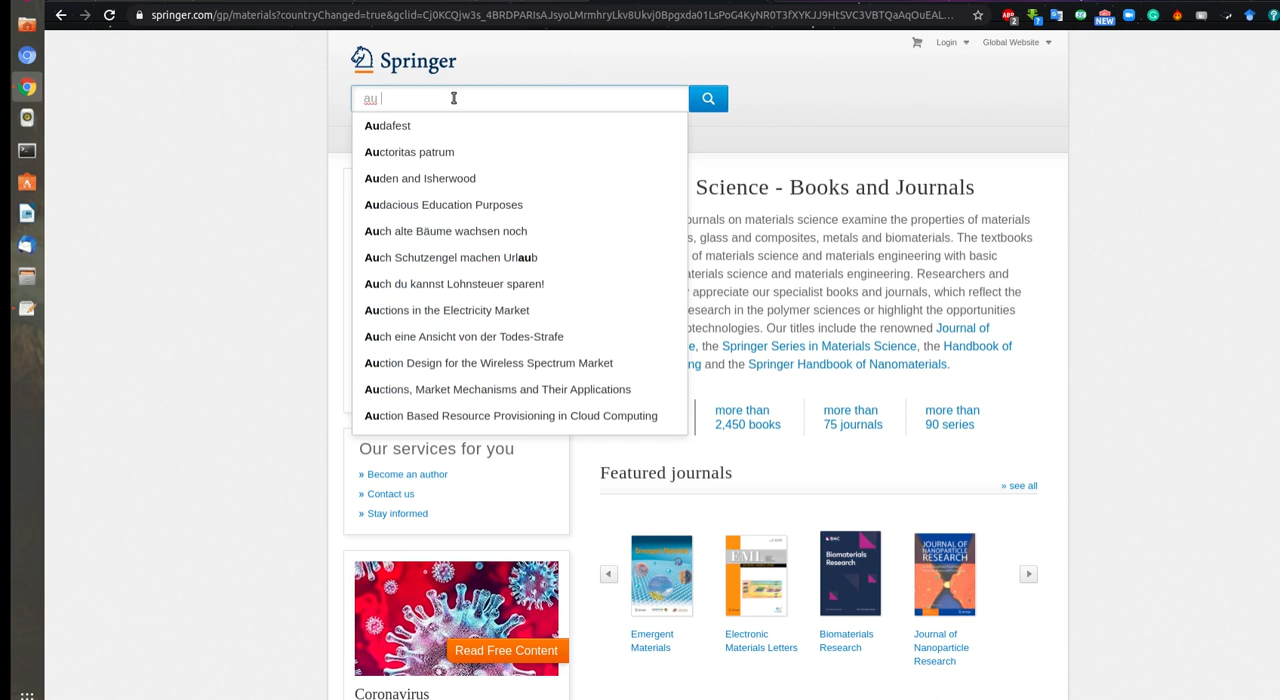 springer.com/gp/materials?countryChanged=true&gclid=Cj0KCQjw3s_4BRDPARIsAJsyoLMrmhryLkv8Ukvj0Bpgxda01LsPoG4KyNR0T3fXYKJJ9HtSVC3VBTQaAqOuEAL...
NEW
Login
Global Website
Springer
au
Audafest
Auctoritas patrum
Auden and Isherwood
Audacious Education Purposes
Auch alte Bäume wachsen noch
Auch Schutzengel machen Urlaub
Auch du kannst Lohnsteuer sparen!
Auctions in the Electricity Market
Auch eine Ansicht von der Todes-Strafe
Auction Design for the Wireless Spectrum Market
Auctions, Market Mechanisms and Their Applications
Auction Based Resource Provisioning in Cloud Computing
Science - Books and Journals
journals on materials science examine the properties of materials
s, glass and composites, metals and biomaterials. The textbooks
of materials science and materials engineering with basic
aterials science and materials engineering. Researchers and
appreciate our specialist books and journals, which reflect the
esearch in the polymer sciences or highlight the opportunities
otechnologies. Our titles include the renowned Journal of
e, the Springer Series in Materials Science, the Handbook of
ng and the Springer Handbook of Nanomaterials.
more than
2,450 books
more than
75 journals
more than
90 series
Our services for you
» Become an author
» Contact us
» Stay informed
Featured journals
» see all
EML
BMC
Biomaterials
Research
JOURNAL OF
NANOPARTICLE
RESEARCH
Emergent
Materials
Electronic
Materials Letters
Biomaterials
Research
Journal of
Nanoparticle
Research
Read Free Content
Coronavirus